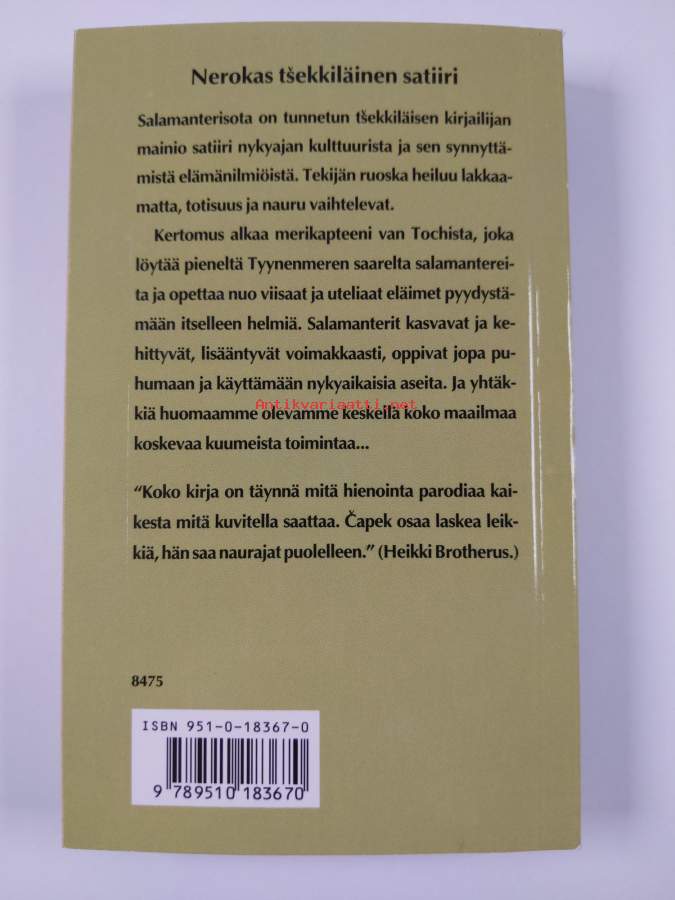 Nerokas tšekkiläinen satiiri
Salamanterisota on tunnetun tšekkiläisen kirjailijan
mainio satiiri nykyajan kulttuurista ja sen synnyttä-
mistä elämänilmiöistä. Tekijän ruoska heiluu lakkaa-
matta, totisuus ja nauru vaihtelevat.
Kertomus alkaa merikapteeni van Tochista, joka
löytää pieneltä Tyynenmeren saarelta salamanterei-
ta ja opettaa nuo viisaat ja uteliaat eläimet pyydystä-
mään itselleen helmiä. Salamanterit kasvavat ja ke-
hittyvät, lisääntyvät voimakkaasti, oppivat jopa pu-
humaan ja käyttämään nykyaikaisia aseita. Ja yhtäk-
Antikvariaatti.net
kiä huomaamme olevamme keskellä koko maailmaa
koskevaa kuumeista toimintaa...
“Koko kirja on täynnä mitä hienointa parodiaa kai-
kesta mitä kuvitella saattaa. Čapek osaa laskea leik-
kiä, hän saa naurajat puolelleen.” (Heikki Brotherus.)
8475
ISBN 951-0-18367-0
9 789510 183670